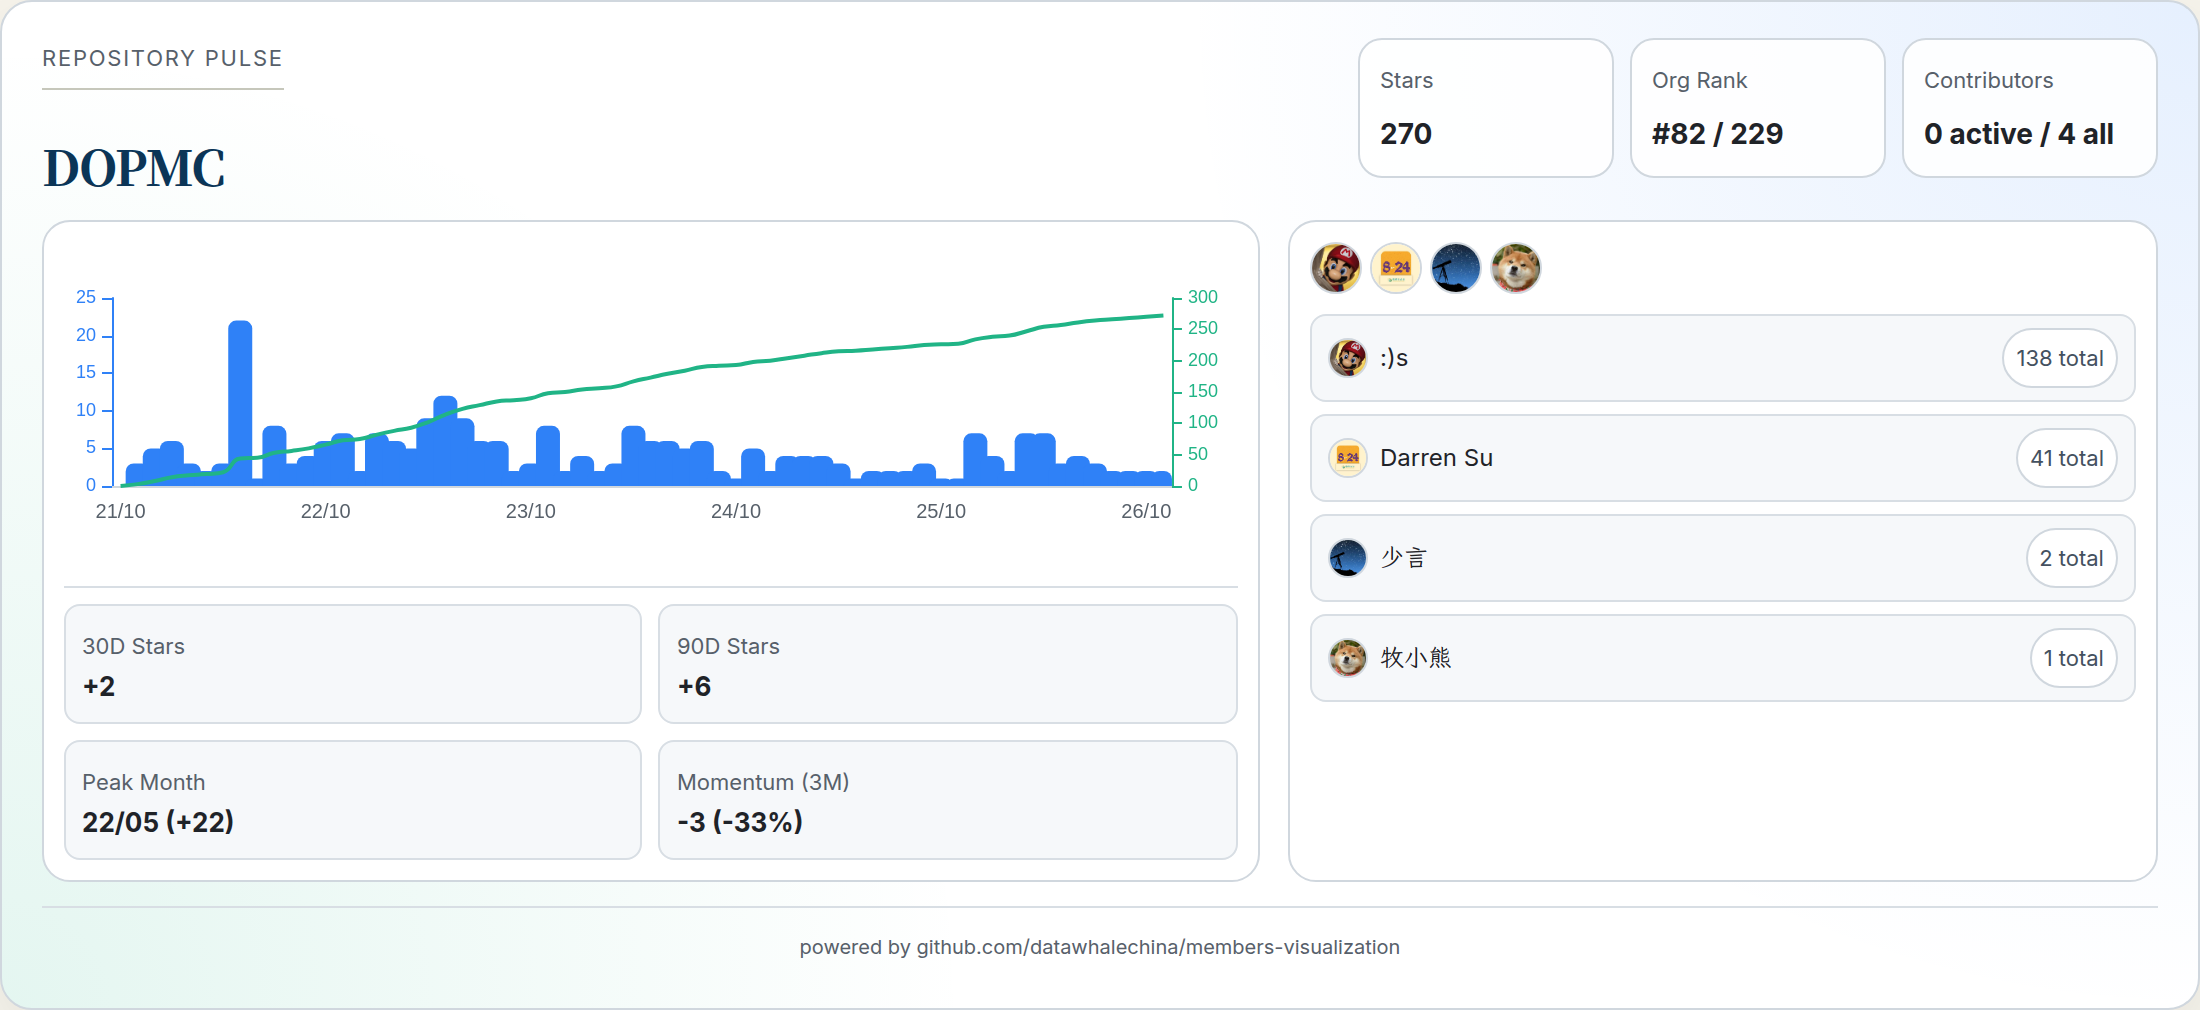 REPOSITORY PULSE
DOPMC
Stars
270
Org Rank
#82 / 229
Contributors
0 active / 4 all
25
20
15
10
5
0
300
250
200
150
100
50
0
21/10
22/10
23/10
24/10
25/10
26/10
30D Stars
+2
90D Stars
+6
Peak Month
22/05 (+22)
Momentum (3M)
-3 (-33%)
8 24
:)s
138 total
8 24
Darren Su
41 total
少言
2 total
牧小熊
1 total
powered by github.com/datawhalechina/members-visualization